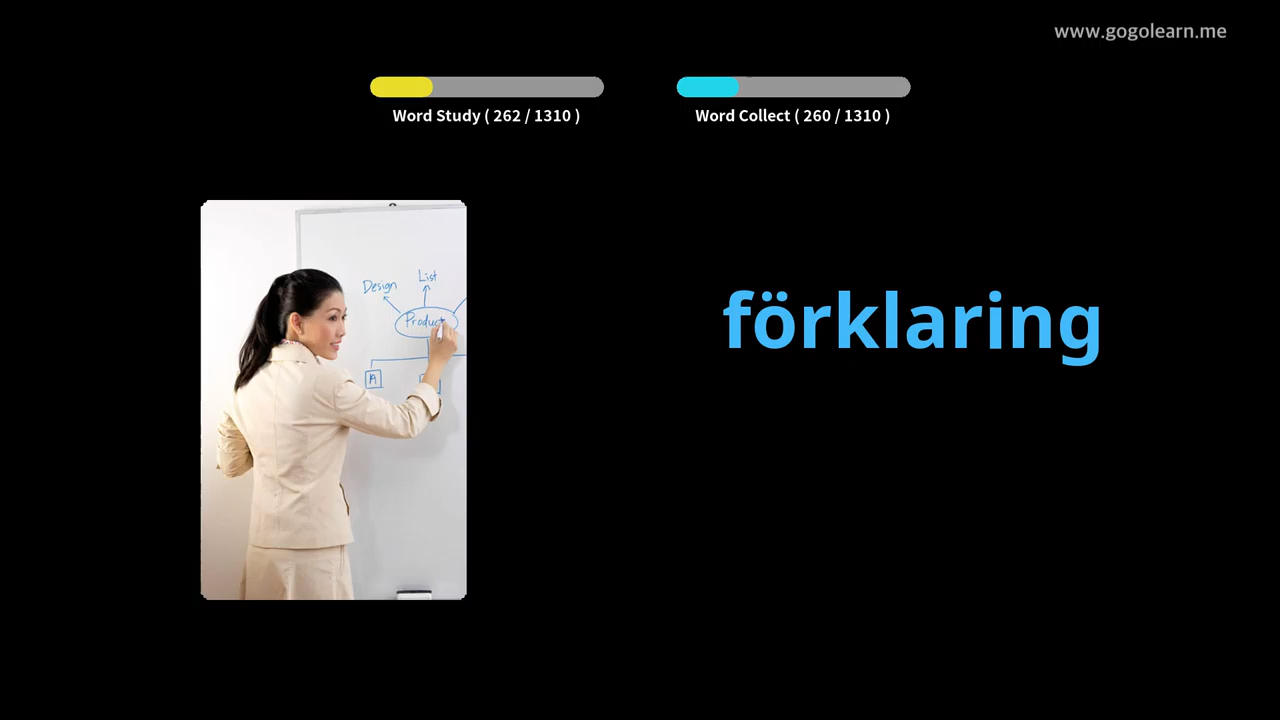 www.gogolearn.me
Word Study ( 262 / 1310 )
Word Collect ( 260 / 1310 )
förklaring
List
Design
Product
A